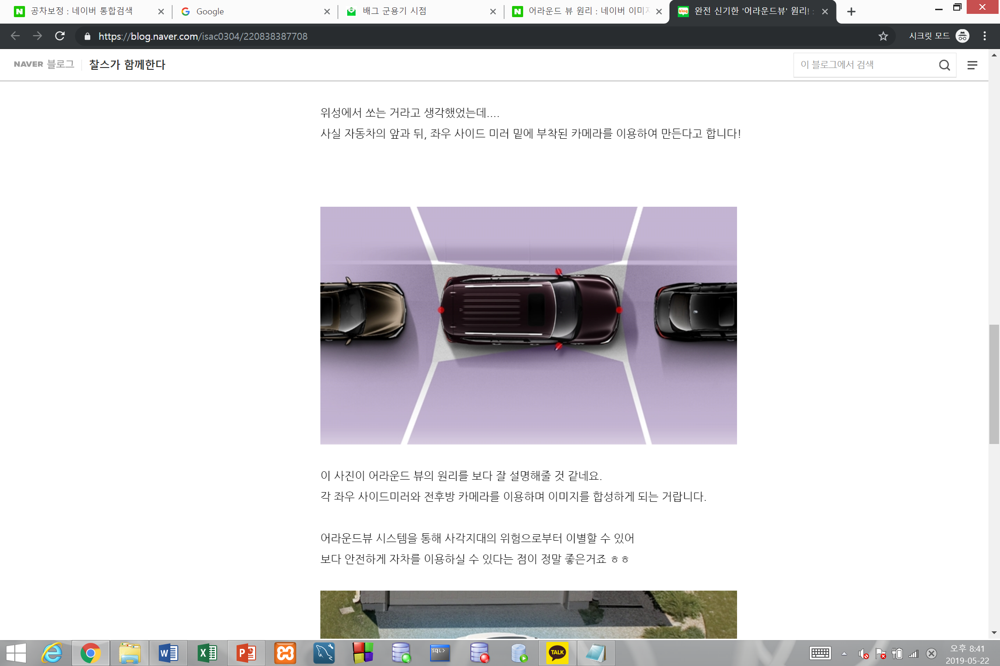 공차보정 : 네이버 통합검색
Google
배그 군용기 시점
어라운드 뷰 원리 : 네이버 이미지
완전 신기한 '어라운드뷰' 원리! :
https://blog.naver.com/isac0304/220838387708
시크릿 모드
NAVER 블로그
찰스가 함께한다
이 블로그에서 검색
위성에서 쏘는 거라고 생각했었는데....
사실 자동차의 앞과 뒤, 좌우 사이드 미러 밑에 부착된 카메라를 이용하여 만든다고 합니다!
이 사진이 어라운드 뷰의 원리를 보다 잘 설명해줄 것 같네요.
각 좌우 사이드미러와 전후방 카메라를 이용하며 이미지를 합성하게 되는 거랍니다.
어라운드뷰 시스템을 통해 사각지대의 위험으로부터 이별할 수 있어
보다 안전하게 자차를 이용하실 수 있다는 점이 정말 좋은거죠 ㅎㅎ
SQL>
TALK
오후 8:41
2019-05-22